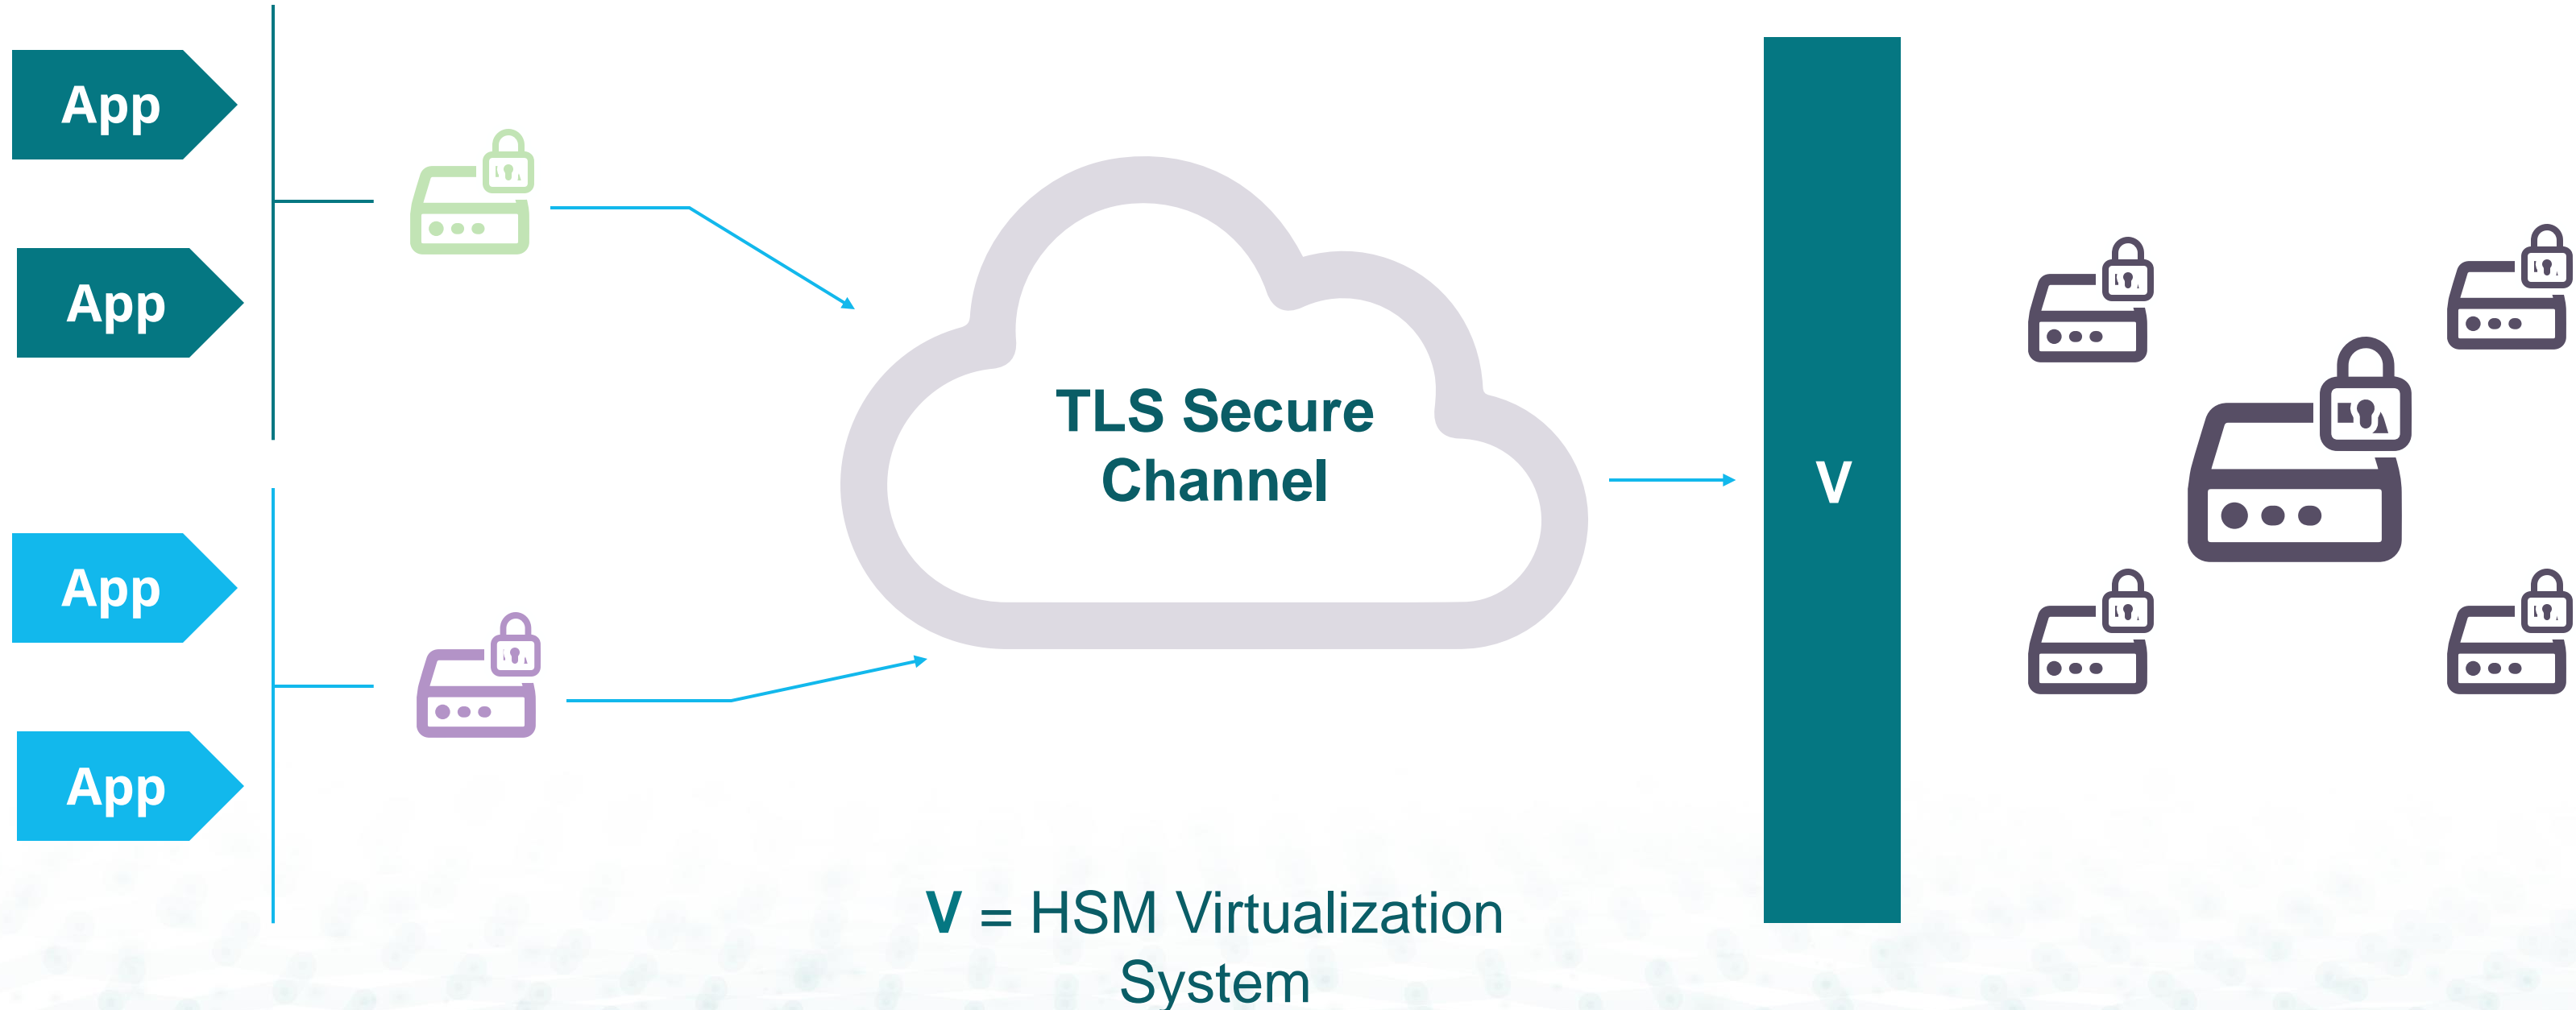 App
App
App
App
TLS Secure
Channel
V
V = HSM Virtualization
System